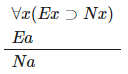 ∀x(Ex ⊃ Nx)
Ea
Na